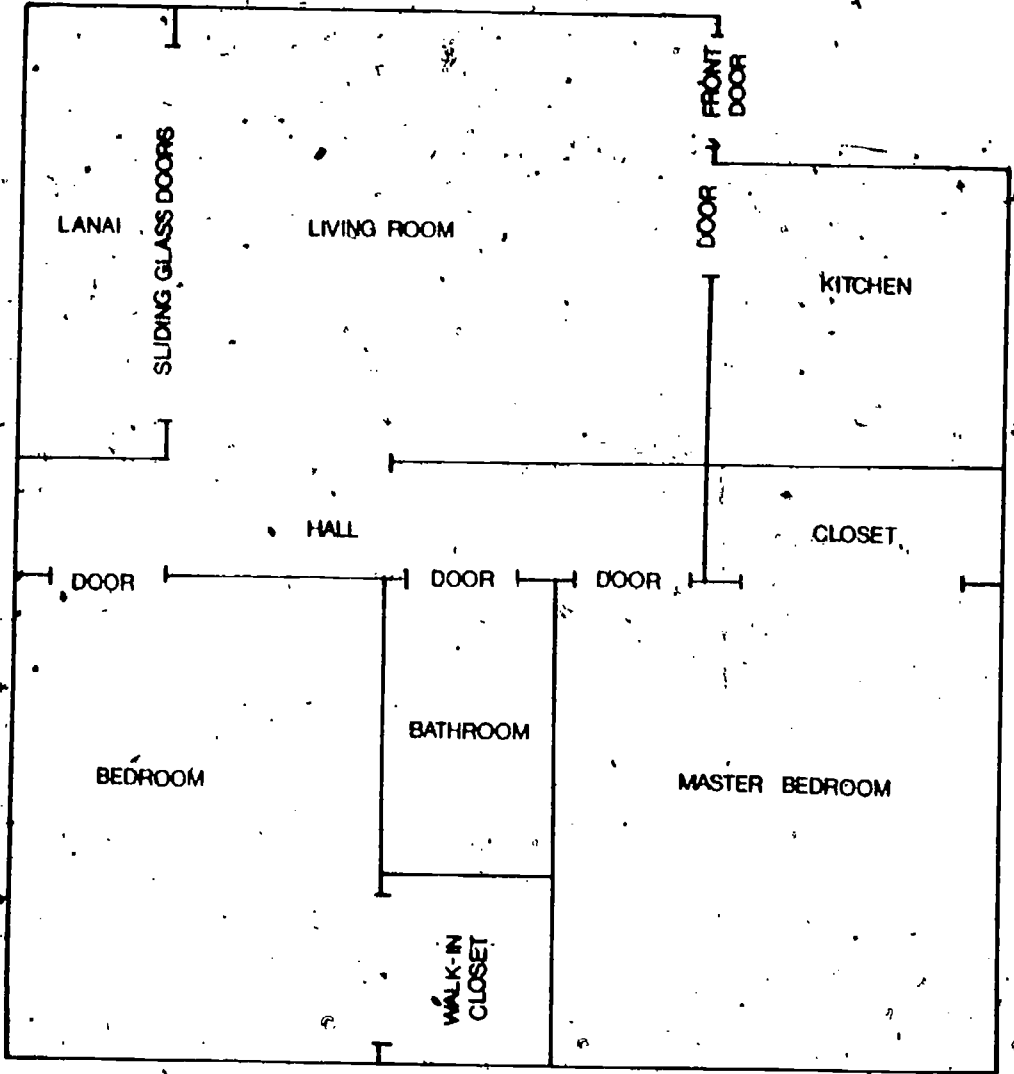 FRONT
DOOR
LANAI
SLIDING GLASS DOORS
LIVING ROOM
DOOR
KITCHEN
HALL
CLOSET
DOOR
DOOR
DOOR
BATHROOM
BEDROOM
MASTER BEDROOM
WALK-IN
CLOSET